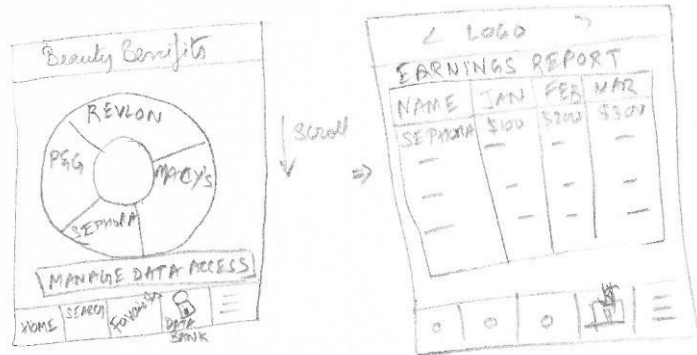 Beauty Benefits
REVLON
P&G
MACY'S
SEPHORA
MANAGE DATA ACCESS
HOME
SEARCH
Favorites
DATA
BANK
Scroll
⇒
< LOGO >
EARNINGS REPORT
NAME JAN FEB MAR
SEPHORA $100 $200 $300